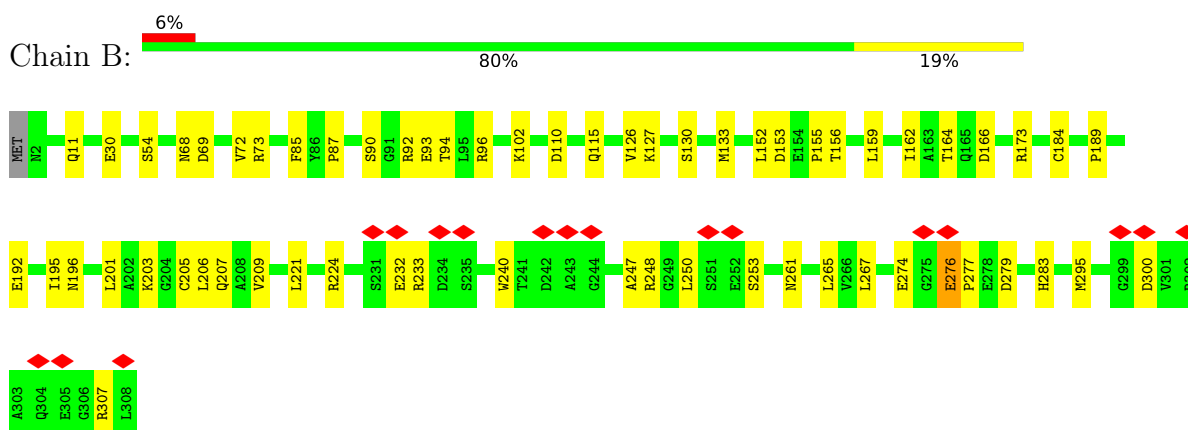 6%
Chain B:
80% 19%
MET N2 Q11 E30 S54 N68 D69 V72 R73 F85 Y86 P87 S90 G91 R92 E93 T94 L95 R96 K102 D110 Q115 V126 K127 S130 M133 L152 D153 E154 P155 T156 L159 I162 A163 T164 Q165 D166 R173 C184 P189
E192 I195 N196 L201 A202 K203 G204 C205 L206 Q207 A208 V209 L221 R224 S231 E232 R233 D234 S235 W240 T241 D242 A243 G244 A247 R248 G249 L250 S251 E252 S253 N261 L265 V266 L267 E274 G275 E276 P277 E278 D279 H283 M295 G299 D300 V301
A303 Q304 E305 G306 R307 L308